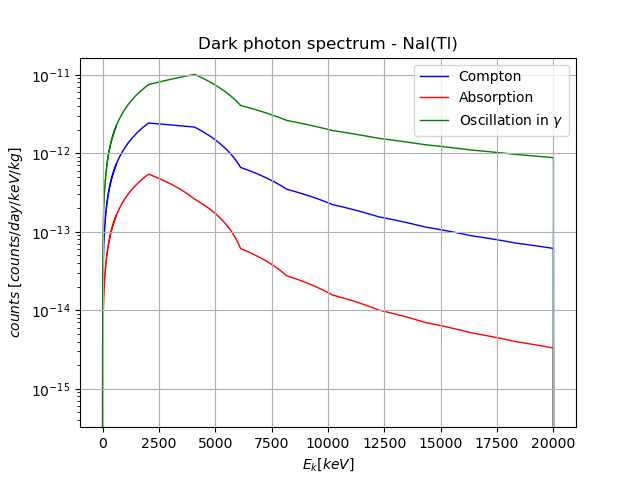 Dark photon spectrum - NaI(Tl)
Compton
Absorption
Oscillation in γ
10⁻¹¹
10⁻¹²
10⁻¹³
10⁻¹⁴
10⁻¹⁵
counts [counts/day/keV/kg]
0 2500 5000 7500 10000 12500 15000 17500 20000
Eₖ[keV]